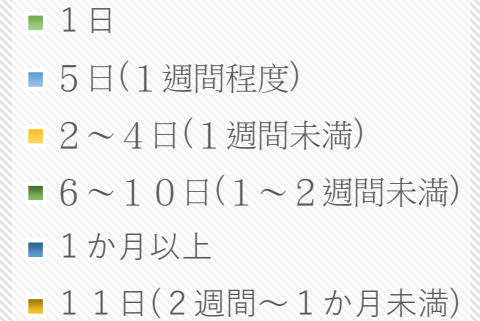 １日
５日(１週間程度)
２～４日(１週間未満)
６～１０日(１～２週間未満)
１か月以上
１１日(２週間～１か月未満)